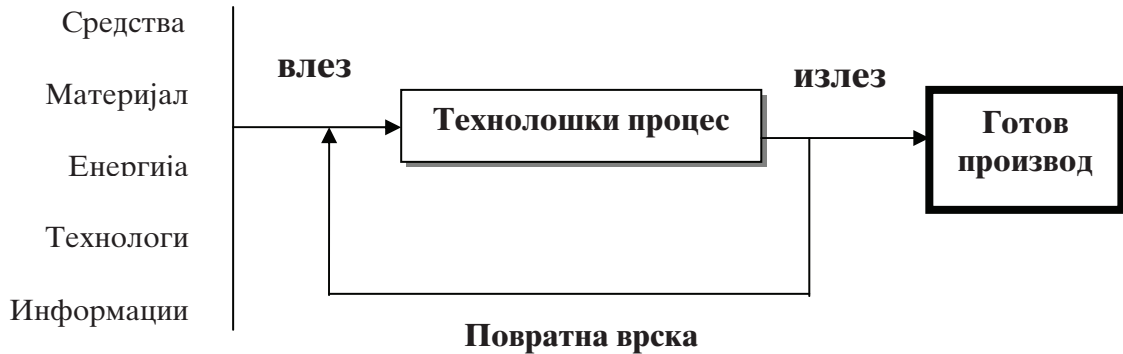 Средства
Материјал
Енергија
Технологи
Информации
влез
Технолошки процес
излез
Готов
производ
Повратна врска